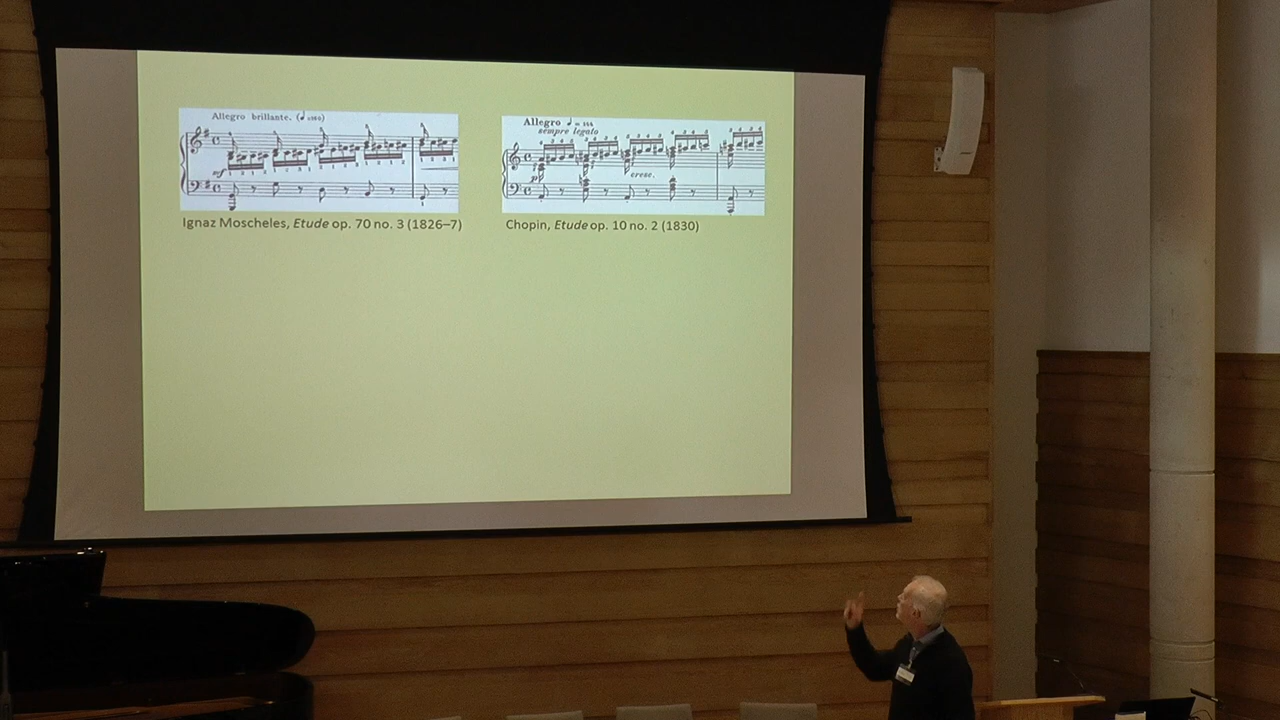 Allegro brillante.
Allegro
sempre legato
mf
p
cresc.
Ignaz Moscheles, Etude op. 70 no. 3 (1826–7)
Chopin, Etude op. 10 no. 2 (1830)